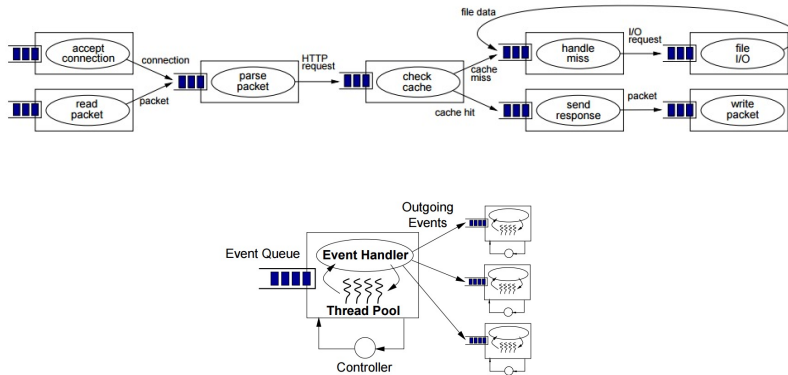 file data
accept
connection
connection
read
packet
packet
parse
packet
HTTP
request
check
cache
cache
miss
cache hit
handle
miss
I/O
request
file
I/O
send
response
packet
write
packet
Outgoing
Events
Event Queue
Event Handler
Thread Pool
Controller